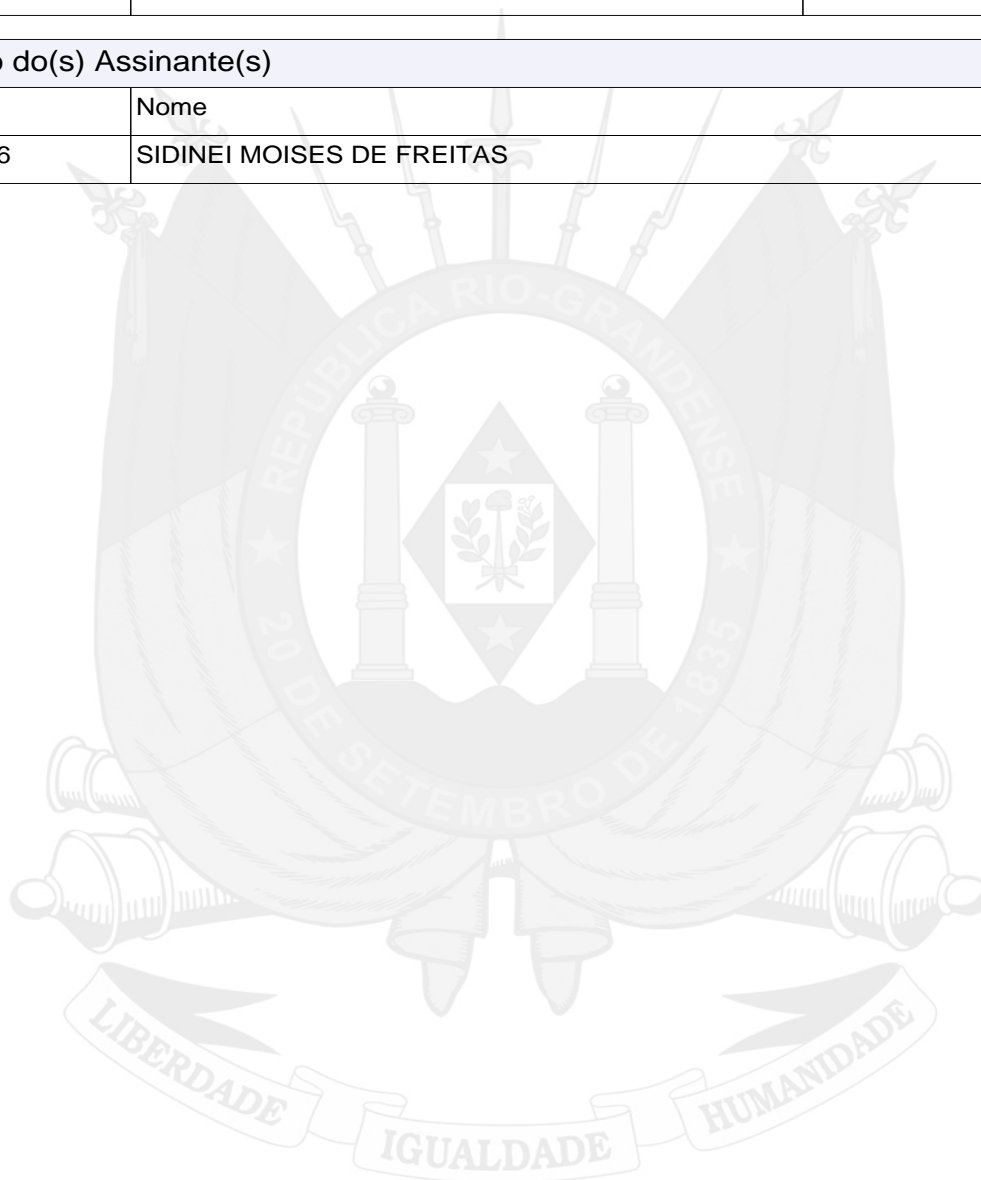 o do(s) Assinante(s)
Nome
6 SIDINEI MOISES DE FREITAS
REPÚBLICA RIO-GRANDENSE
★ 20 DE SETEMBRO DE 1835 ★
LIBERDADE IGUALDADE HUMANIDADE